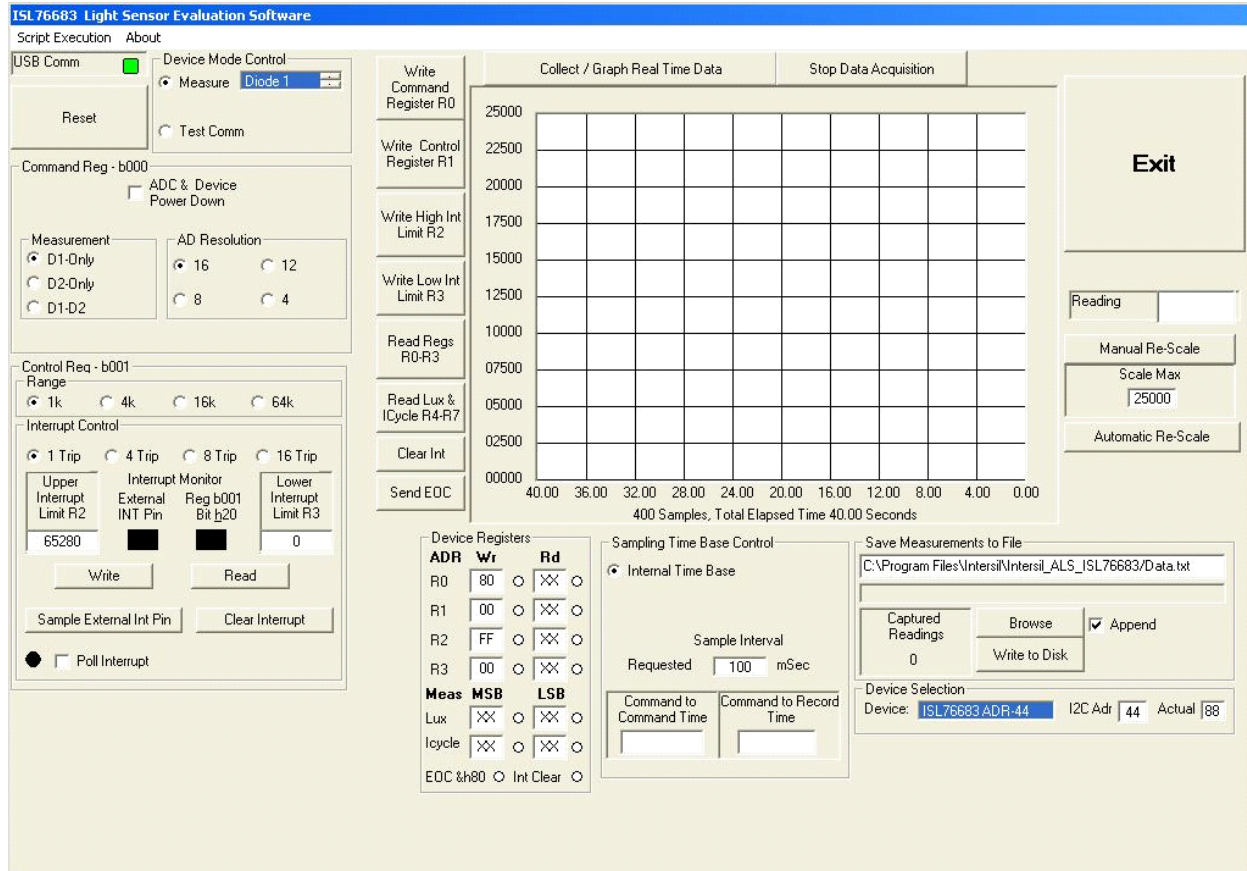 ISL76683 Light Sensor Evaluation Software
Script Execution About
USB Comm
Reset
Device Mode Control
Measure Diode 1
Test Comm
Command Reg - b000
ADC & Device
Power Down
Measurement
D1-Only
D2-Only
D1-D2
AD Resolution
16 12
8 4
Control Reg - b001
Range
1k 4k 16k 64k
Interrupt Control
1 Trip 4 Trip 8 Trip 16 Trip
Upper
Interrupt
Limit R2
65280
Interrupt Monitor
External
INT Pin
Reg b001
Bit h20
Lower
Interrupt
Limit R3
0
Write Read
Sample External Int Pin Clear Interrupt
Poll Interrupt
Write
Command
Register R0
Write Control
Register R1
Write High Int
Limit R2
Write Low Int
Limit R3
Read Regs
R0-R3
Read Lux &
ICycle R4-R7
Clear Int
Send EOC
Collect / Graph Real Time Data Stop Data Acquisition
25000
22500
20000
17500
15000
12500
10000
07500
05000
02500
00000
40.00 36.00 32.00 28.00 24.00 20.00 16.00 12.00 8.00 4.00 0.00
400 Samples, Total Elapsed Time 40.00 Seconds
Exit
Reading
Manual Re-Scale
Scale Max
25000
Automatic Re-Scale
Device Registers
ADR Wr Rd
R0 80 XX
R1 00 XX
R2 FF XX
R3 00 XX
Meas MSB LSB
Lux XX XX
Icycle XX XX
EOC &h80 Int Clear
Sampling Time Base Control
Internal Time Base
Sample Interval
Requested 100 mSec
Command to
Command Time
Command to Record
Time
Save Measurements to File
C:\Program Files\Intersil\Intersil_ALS_ISL76683/Data.txt
Captured
Readings
0
Browse
Write to Disk
Append
Device Selection
Device: ISL76683 ADR-44 I2C Adr 44 Actual 88